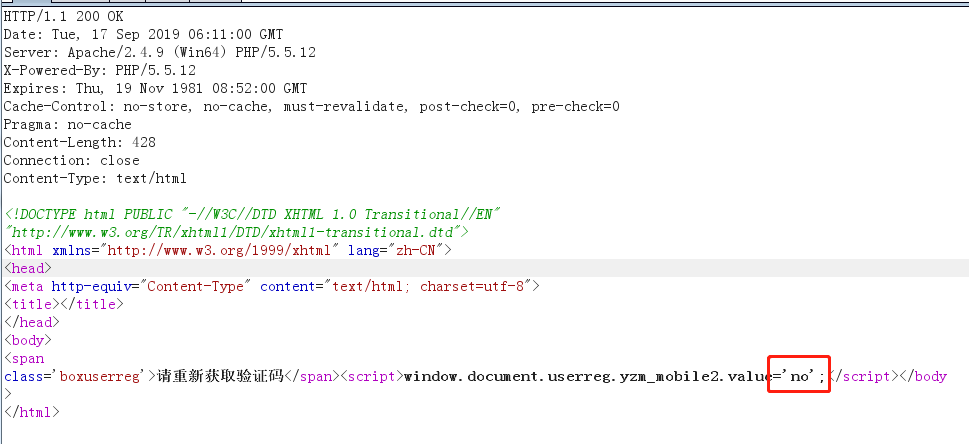 HTTP/1.1 200 OK
Date: Tue, 17 Sep 2019 06:11:00 GMT
Server: Apache/2.4.9 (Win64) PHP/5.5.12
X-Powered-By: PHP/5.5.12
Expires: Thu, 19 Nov 1981 08:52:00 GMT
Cache-Control: no-store, no-cache, must-revalidate, post-check=0, pre-check=0
Pragma: no-cache
Content-Length: 428
Connection: close
Content-Type: text/html
<!DOCTYPE html PUBLIC "-//W3C//DTD XHTML 1.0 Transitional//EN"
"http://www.w3.org/TR/xhtml1/DTD/xhtml1-transitional.dtd">
<html xmlns="http://www.w3.org/1999/xhtml" lang="zh-CN">
<head>
<meta http-equiv="Content-Type" content="text/html; charset=utf-8">
<title></title>
</head>
<body>
<span
class='boxuserreg'>请重新获取验证码</span><script>window.document.userreg.yzm_mobile2.value='no';</script></body
>
</html>